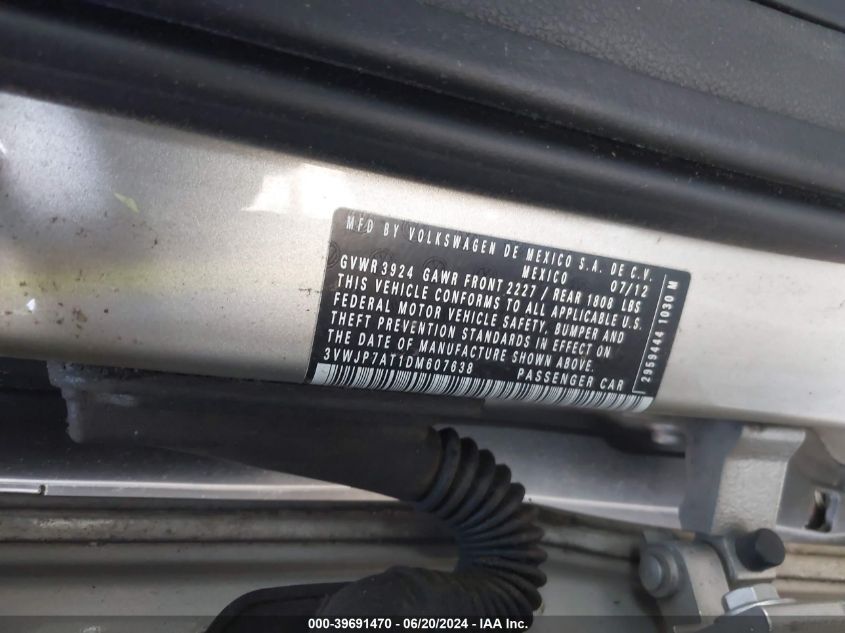 MFD BY VOLKSWAGEN DE MEXICO S.A. DE C.V.
MEXICO 07/12
GVWR 3924 GAWR FRONT 2227 / REAR 1808 LBS
THIS VEHICLE CONFORMS TO ALL APPLICABLE U.S.
FEDERAL MOTOR VEHICLE SAFETY, BUMPER AND
THEFT PREVENTION STANDARDS IN EFFECT ON
THE DATE OF MANUFACTURE SHOWN ABOVE.
3VWJP7AT1DM607638 PASSENGER CAR
2959444 1030 M
000-39691470 / 06/20/2024 - IAA Inc.